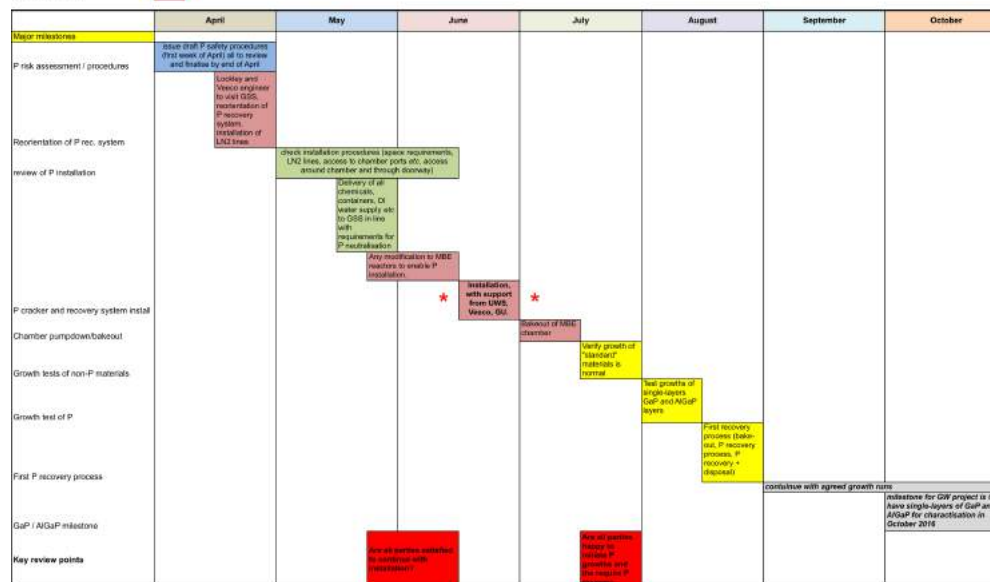 April May June July August September October
Major milestones
issue draft P safety procedures
(first week of April) all to review
and finalise by end of April
P risk assessment / procedures
Lockley and
Veeco engineer
to visit GSS,
reorientation of
P recovery
system,
installation of
LN2 lines
Reorientation of P rec. system
check installation procedures (space requirements,
LN2 lines, access to chamber ports etc, access
around chamber and through doorway)
review of P installation
Delivery of all
chemicals,
containers, DI
water supply etc
to GSS in line
with
requirements for
P neutralisation
Any modification to MBE
reactors to enable P
installation.
* Installation, *
with support
from UWS,
Veeco, GU.
P cracker and recovery system install
Bakeout of MBE
chamber
Chamber pumpdown/bakeout
Verify growth of
"standard"
materials is
normal
Growth tests of non-P materials
Test growths of
single-layers
GaP and AlGaP
layers
Growth test of P
First recovery
process (bake-
out, P recovery
process, P
recovery +
disposal)
First P recovery process
contuinue with agreed growth runs
milestone for GW project is
have single-layers of GaP an
AlGaP for charactisation in
October 2016
GaP / AlGaP milestone
Are all parties satisfied
to continue with
installation?
Are all parties
happy to
initiate P
growths and
the require P
Key review points